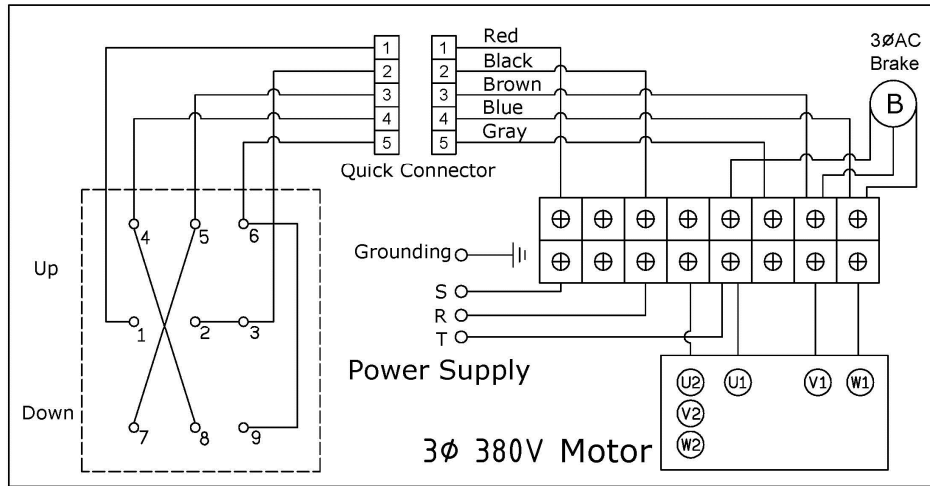 1
2
3
4
5
Quick Connector
1
2
3
4
5
Red
Black
Brown
Blue
Gray
3ØAC
Brake
B
Up
Down
4
5
6
1
2
3
7
8
9
Grounding
S
R
T
Power Supply
U2
U1
V1
W1
V2
W2
3Ø 380V Motor